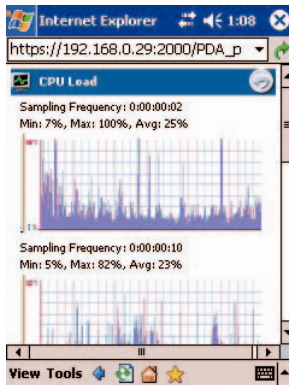 Internet Explorer 1:08
https://192.168.0.29:2000/PDA_p
CPU Load
Sampling Frequency: 0:00:00:02
Min: 7%, Max: 100%, Avg: 25%
Sampling Frequency: 0:00:00:10
Min: 5%, Max: 82%, Avg: 23%
View Tools